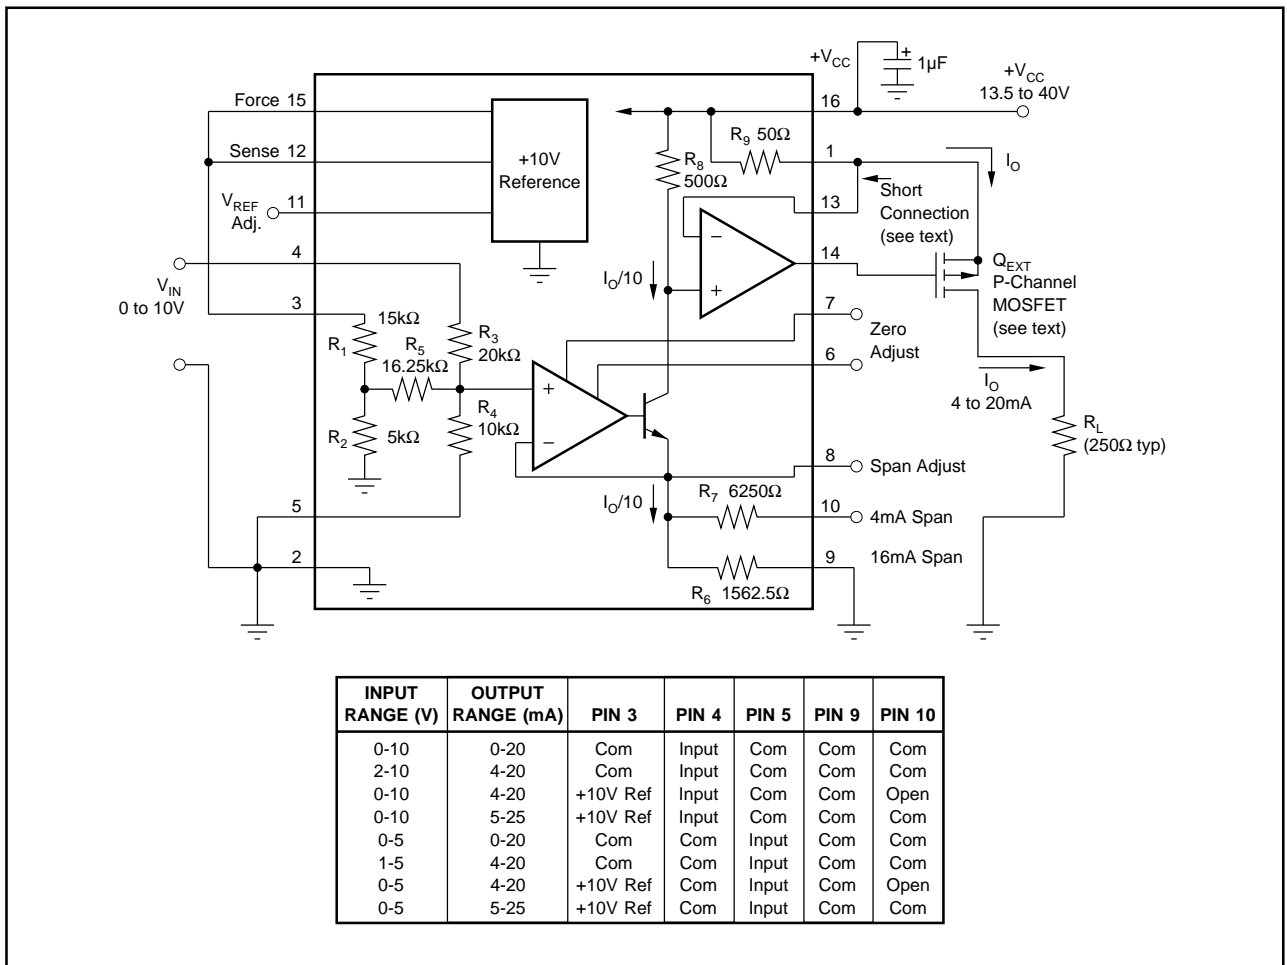 +V_CC
1µF
+V_CC
13.5 to 40V
Force 15
16
Sense 12
+10V
Reference
R_9 50Ω
1
I_O
R_8
500Ω
V_REF
Adj.
11
13
Short
Connection
(see text)
4
14
Q_EXT
P-Channel
MOSFET
(see text)
V_IN
0 to 10V
I_O/10
−
+
3
7
Zero
Adjust
15kΩ
R_1
R_5
16.25kΩ
R_3
20kΩ
6
I_O
4 to 20mA
R_2
5kΩ
R_4
10kΩ
+
−
R_L
(250Ω typ)
8
Span Adjust
5
I_O/10
R_7 6250Ω
10
4mA Span
2
9
16mA Span
R_6 1562.5Ω
INPUT RANGE (V) OUTPUT RANGE (mA) PIN 3 PIN 4 PIN 5 PIN 9 PIN 10
0-10 0-20 Com Input Com Com Com
2-10 4-20 Com Input Com Com Com
0-10 4-20 +10V Ref Input Com Com Open
0-10 5-25 +10V Ref Input Com Com Com
0-5 0-20 Com Com Input Com Com
1-5 4-20 Com Com Input Com Com
0-5 4-20 +10V Ref Com Input Com Open
0-5 5-25 +10V Ref Com Input Com Com